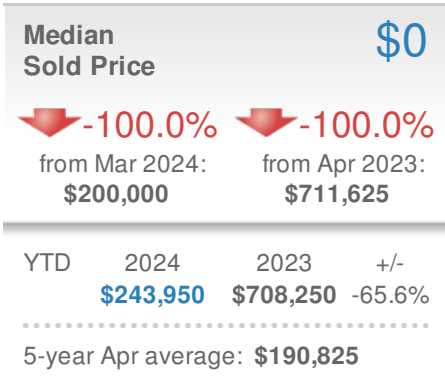 Median $0
Sold Price
-100.0% -100.0%
from Mar 2024: from Apr 2023:
$200,000 $711,625
YTD 2024 2023 +/-
$243,950 $708,250 -65.6%
5-year Apr average: $190,825